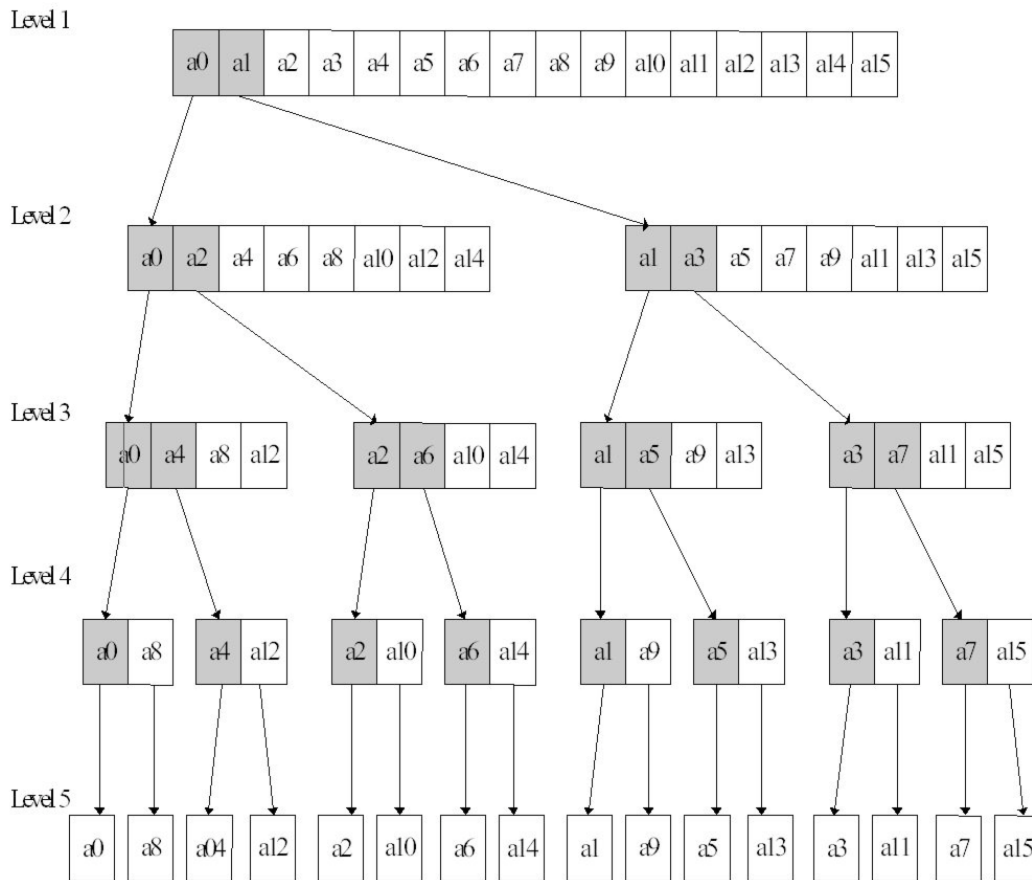 Level 1
a0 a1 a2 a3 a4 a5 a6 a7 a8 a9 a10 a11 a12 a13 a14 a15
Level 2
a0 a2 a4 a6 a8 a10 a12 a14 a1 a3 a5 a7 a9 a11 a13 a15
Level 3
a0 a4 a8 a12 a2 a6 a10 a14 a1 a5 a9 a13 a3 a7 a11 a15
Level 4
a0 a8 a4 a12 a2 a10 a6 a14 a1 a9 a5 a13 a3 a11 a7 a15
Level 5
a0 a8 a04 a12 a2 a10 a6 a14 a1 a9 a5 a13 a3 a11 a7 a15